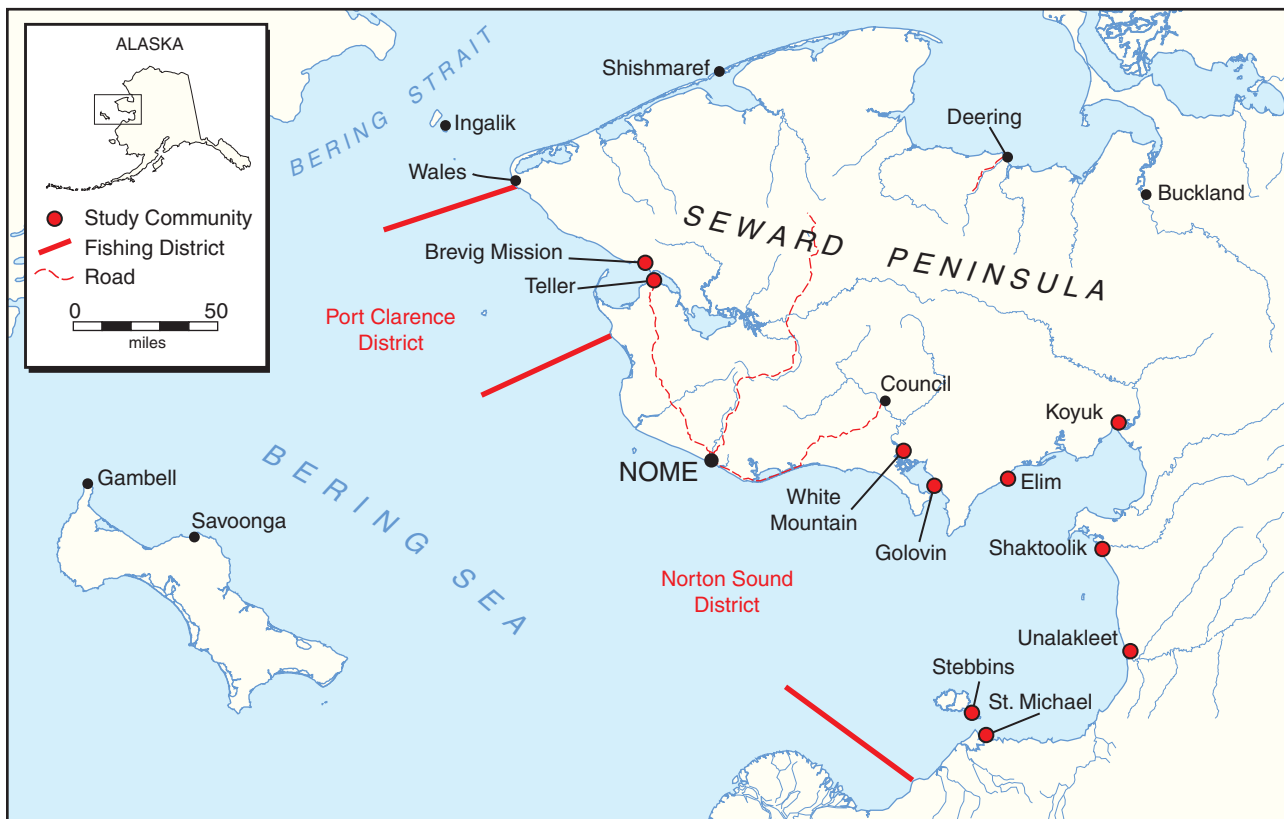 ALASKA
Study Community
Fishing District
Road
0
50
miles
BERING STRAIT
Shishmaref
Ingalik
Deering
Wales
Buckland
SEWARD PENINSULA
Brevig Mission
Teller
Port Clarence
District
Council
Koyuk
NOME
Gambell
White
Mountain
Elim
Savoonga
Golovin
Shaktoolik
BERING SEA
Norton Sound
District
Unalakleet
Stebbins
St. Michael